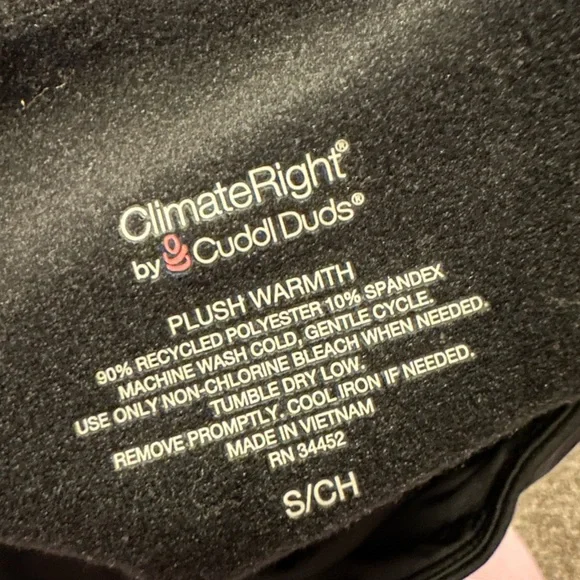 ClimateRight®
by Cuddl Duds®
PLUSH WARMTH
90% RECYCLED POLYESTER 10% SPANDEX
MACHINE WASH COLD, GENTLE CYCLE.
USE ONLY NON-CHLORINE BLEACH WHEN NEEDED.
TUMBLE DRY LOW.
REMOVE PROMPTLY. COOL IRON IF NEEDED.
MADE IN VIETNAM
RN 34452
S/CH